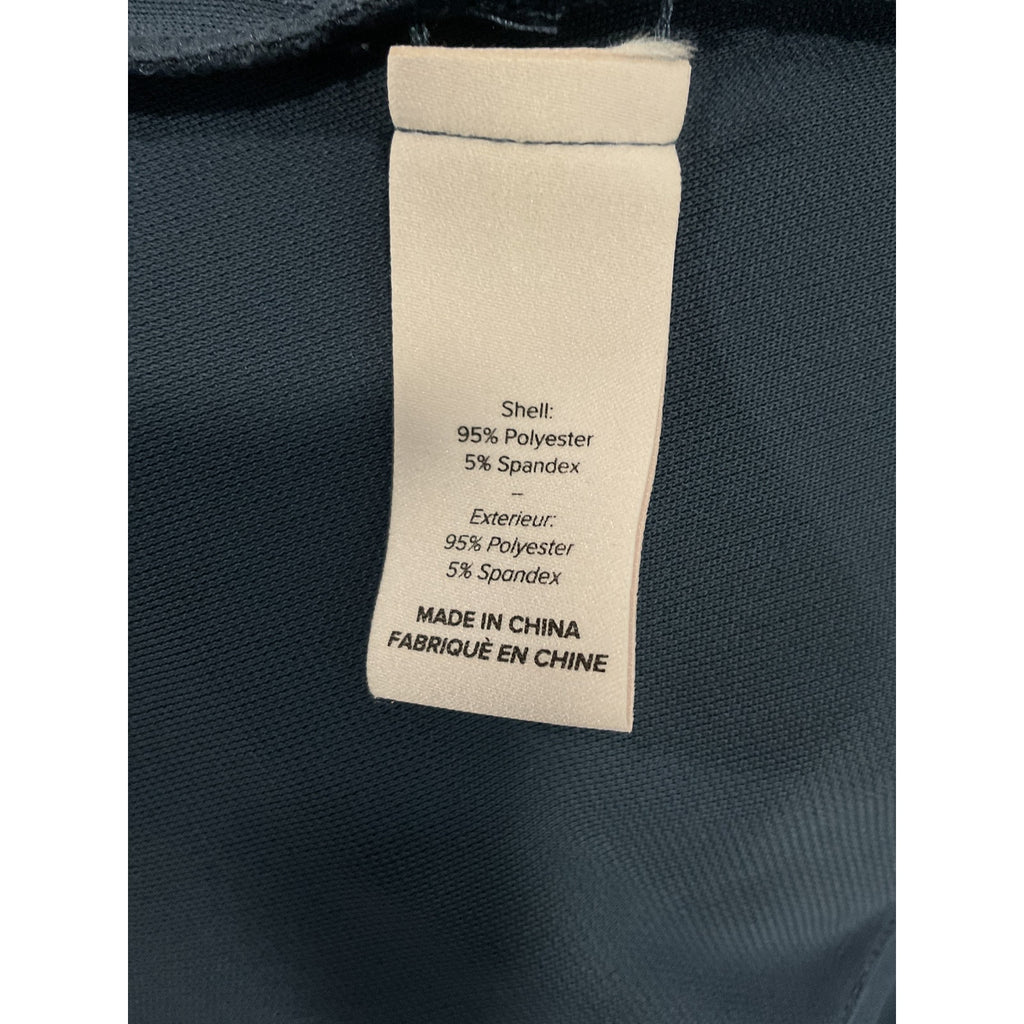 Shell:
95% Polyester
5% Spandex
–
Exterieur:
95% Polyester
5% Spandex
MADE IN CHINA
FABRIQUÈ EN CHINE